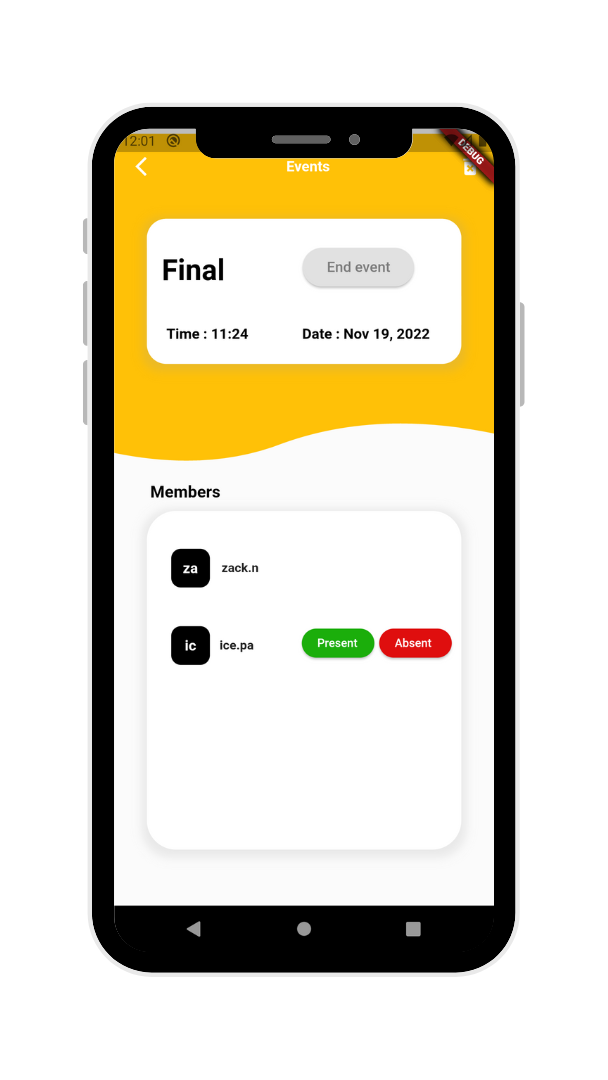 12:01
DEBUG
Events
Final
End event
Time : 11:24
Date : Nov 19, 2022
Members
za
zack.n
ic
ice.pa
Present
Absent